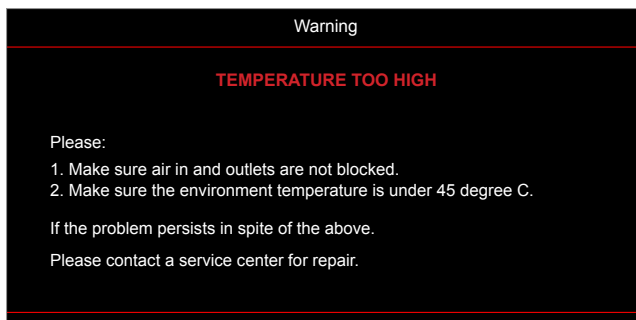 Warning
TEMPERATURE TOO HIGH
Please:
1. Make sure air in and outlets are not blocked.
2. Make sure the environment temperature is under 45 degree C.
If the problem persists in spite of the above.
Please contact a service center for repair.